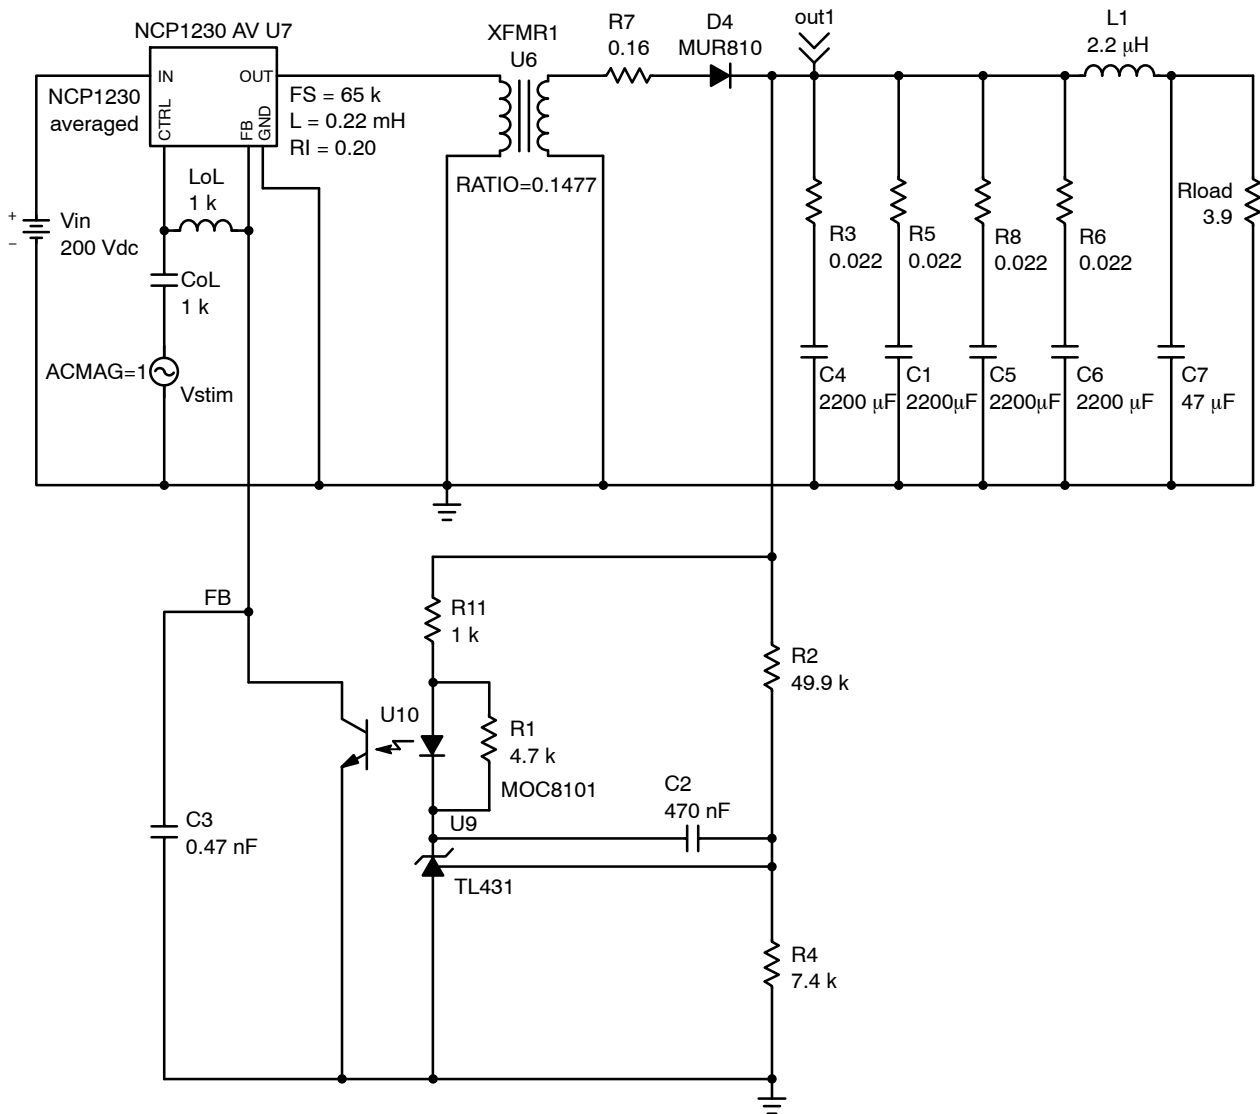 NCP1230 AV U7
IN
OUT
CTRL
FB
GND
NCP1230
averaged
FS = 65 k
L = 0.22 mH
RI = 0.20
XFMR1
U6
RATIO=0.1477
R7
0.16
D4
MUR810
out1
L1
2.2 μH
LoL
1 k
+
−
Vin
200 Vdc
CoL
1 k
ACMAG=1
Vstim
R3
0.022
R5
0.022
R8
0.022
R6
0.022
Rload
3.9
C4
2200 μF
C1
2200μF
C5
2200μF
C6
2200 μF
C7
47 μF
FB
R11
1 k
R2
49.9 k
U10
R1
4.7 k
MOC8101
C2
470 nF
U9
C3
0.47 nF
TL431
R4
7.4 k